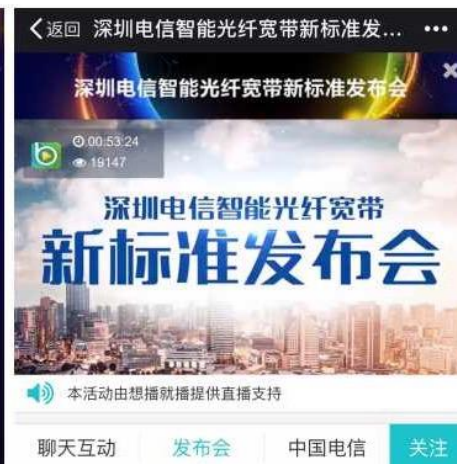 返回 深圳电信智能光纤宽带新标准发... •••
深圳电信智能光纤宽带新标准发布会
00:53:24
19147
深圳电信智能光纤宽带
新标准发布会
本活动由想播就播提供直播支持
聊天互动 发布会 中国电信 关注